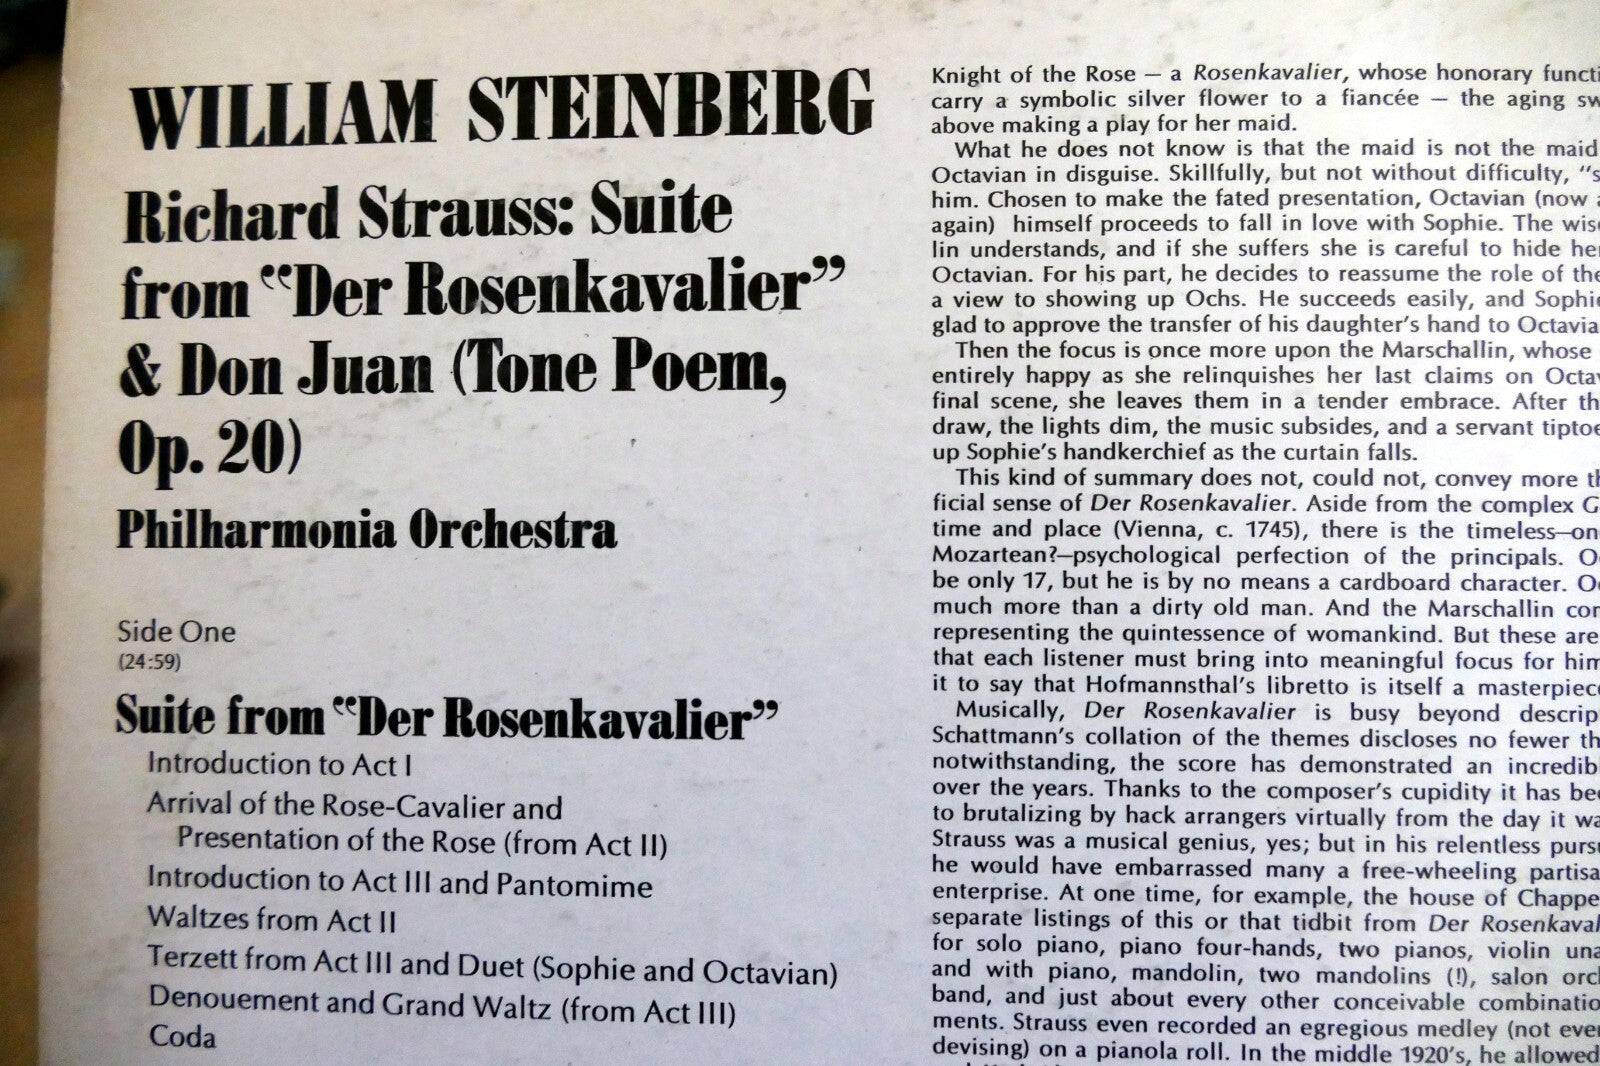 WILLIAM STEINBERG
Richard Strauss: Suite
from “Der Rosenkavalier”
& Don Juan (Tone Poem,
Op. 20)
Philharmonia Orchestra
Side One
(24:59)
Suite from “Der Rosenkavalier”
Introduction to Act I
Arrival of the Rose-Cavalier and
Presentation of the Rose (from Act II)
Introduction to Act III and Pantomime
Waltzes from Act II
Terzett from Act III and Duet (Sophie and Octavian)
Denouement and Grand Waltz (from Act III)
Coda
Knight of the Rose — a Rosenkavalier, whose honorary
carry a symbolic silver flower to a fiancée — the aging
above making a play for her maid.
What he does not know is that the maid is not the maid
Octavian in disguise. Skillfully, but not without difficulty,
him. Chosen to make the fated presentation, Octavian (now
again) himself proceeds to fall in love with Sophie. The
lin understands, and if she suffers she is careful to hide
Octavian. For his part, he decides to reassume the role of
a view to showing up Ochs. He succeeds easily, and
glad to approve the transfer of his daughter’s hand to
Then the focus is once more upon the Marschallin, whose
entirely happy as she relinquishes her last claims on
final scene, she leaves them in a tender embrace. After
draw, the lights dim, the music subsides, and a servant
up Sophie’s handkerchief as the curtain falls.
This kind of summary does not, could not, convey more
ficial sense of Der Rosenkavalier. Aside from the complex
time and place (Vienna, c. 1745), there is the timeless—
Mozartean?—psychological perfection of the principals.
be only 17, but he is by no means a cardboard character.
much more than a dirty old man. And the Marschallin
representing the quintessence of womankind. But these are
that each listener must bring into meaningful focus for
it to say that Hofmannsthal’s libretto is itself a
Musically, Der Rosenkavalier is busy beyond
Schattmann’s collation of the themes discloses no fewer
notwithstanding, the score has demonstrated an
over the years. Thanks to the composer’s cupidity it has
to brutalizing by hack arrangers virtually from the day it
Strauss was a musical genius, yes; but in his relentless
he would have embarrassed many a free-wheeling
enterprise. At one time, for example, the house of
separate listings of this or that tidbit from Der
for solo piano, piano four-hands, two pianos, violin
and with piano, mandolin, two mandolins (!), salon
band, and just about every other conceivable
ments. Strauss even recorded an egregious medley (not
devising) on a pianola roll. In the middle 1920’s, he allowed